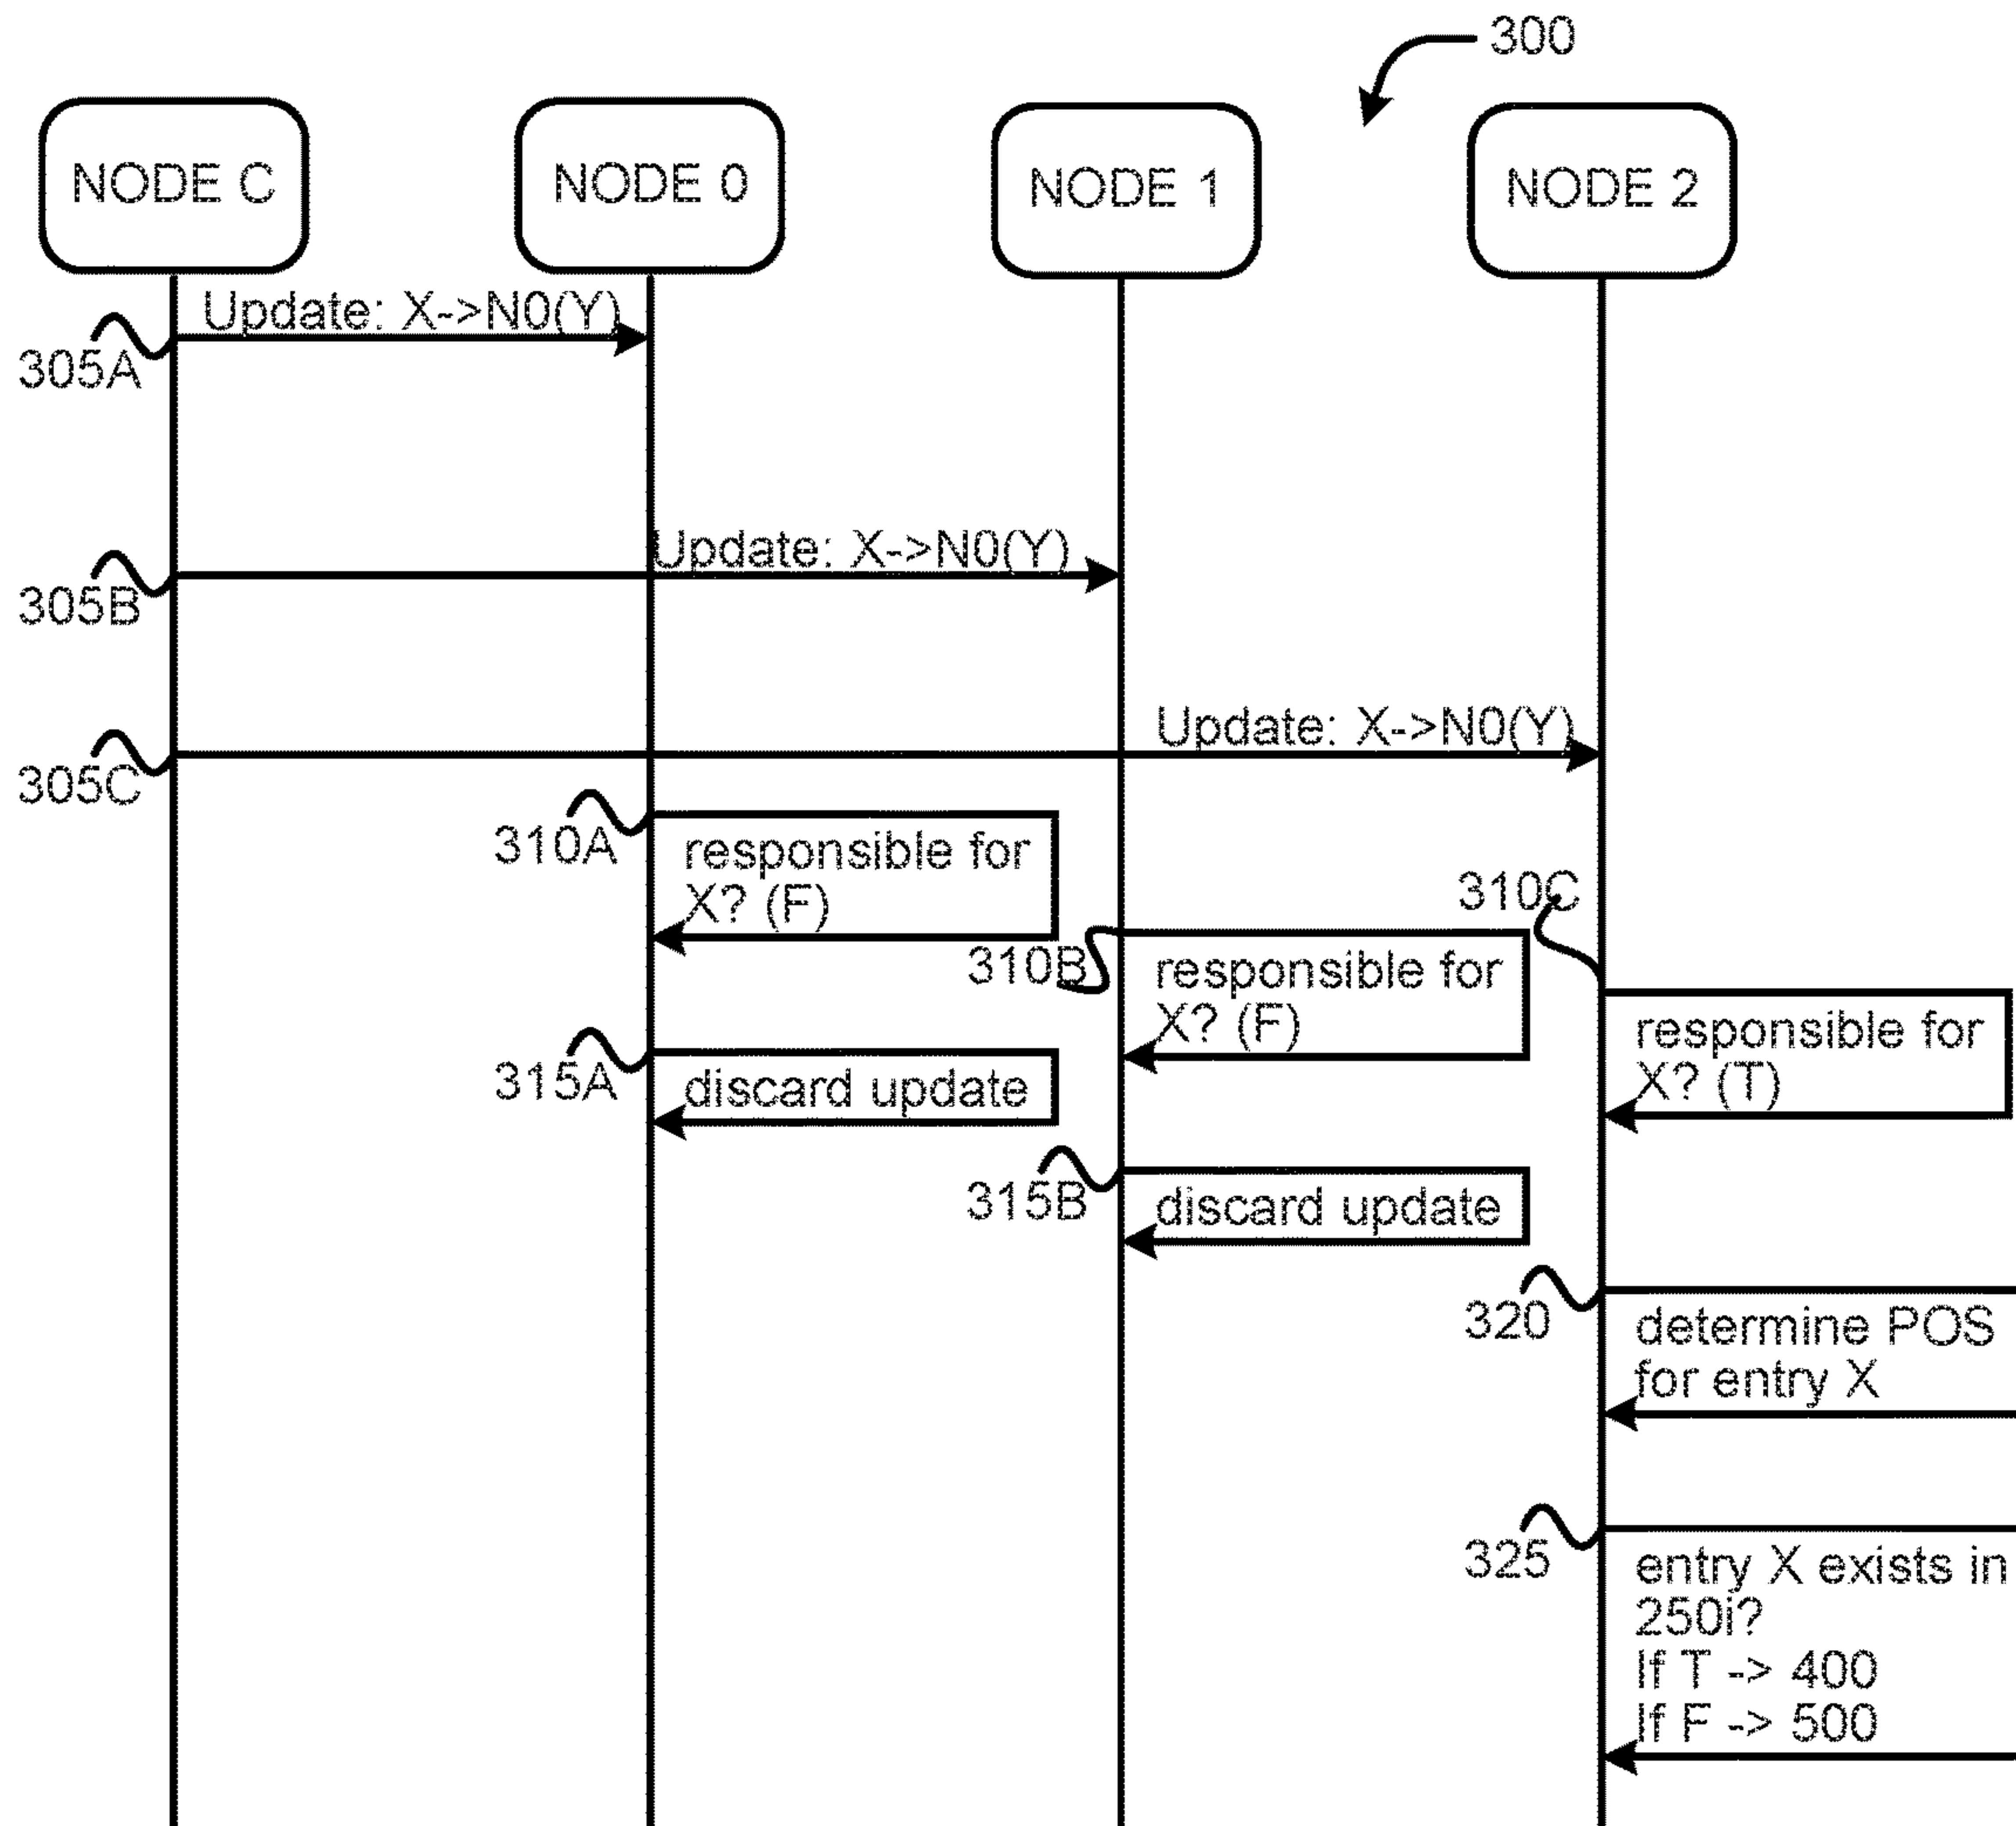 300
NODE C
NODE 0
NODE 1
NODE 2
Update: X->N0(Y)
305A
Update: X->N0(Y)
305B
Update: X->N0(Y)
305C
310A
responsible for
X? (F)
310B
responsible for
X? (F)
310C
responsible for
X? (T)
315A
discard update
315B
discard update
320
determine POS
for entry X
325
entry X exists in
250i?
If T -> 400
If F -> 500